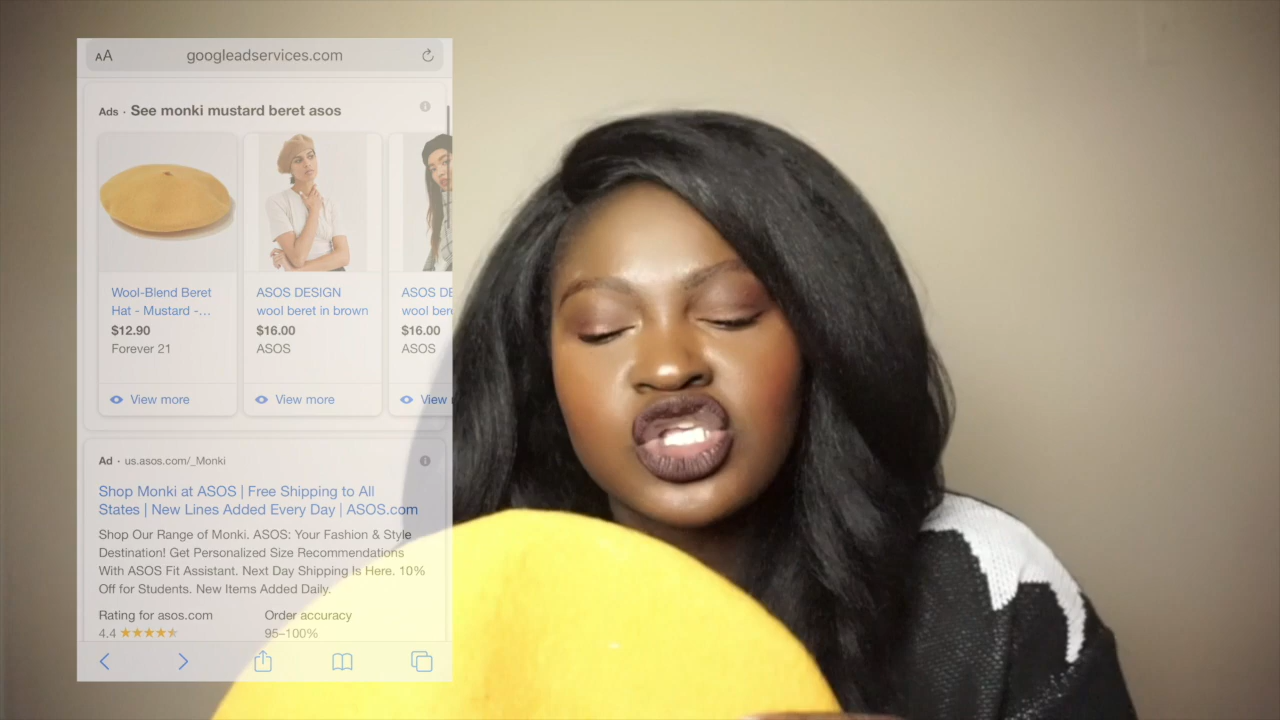 AA googleadservices.com
Ads · See monki mustard beret asos
Wool-Blend Beret
Hat - Mustard -...
$12.90
Forever 21
View more
ASOS DESIGN
wool beret in brown
$16.00
ASOS
View more
ASOS DE
wool ber
$16.00
ASOS
View
Ad · us.asos.com/_Monki
Shop Monki at ASOS | Free Shipping to All
States | New Lines Added Every Day | ASOS.com
Shop Our Range of Monki. ASOS: Your Fashion & Style
Destination! Get Personalized Size Recommendations
With ASOS Fit Assistant. Next Day Shipping Is Here. 10%
Off for Students. New Items Added Daily.
Rating for asos.com
4.4
Order accuracy
95–100%